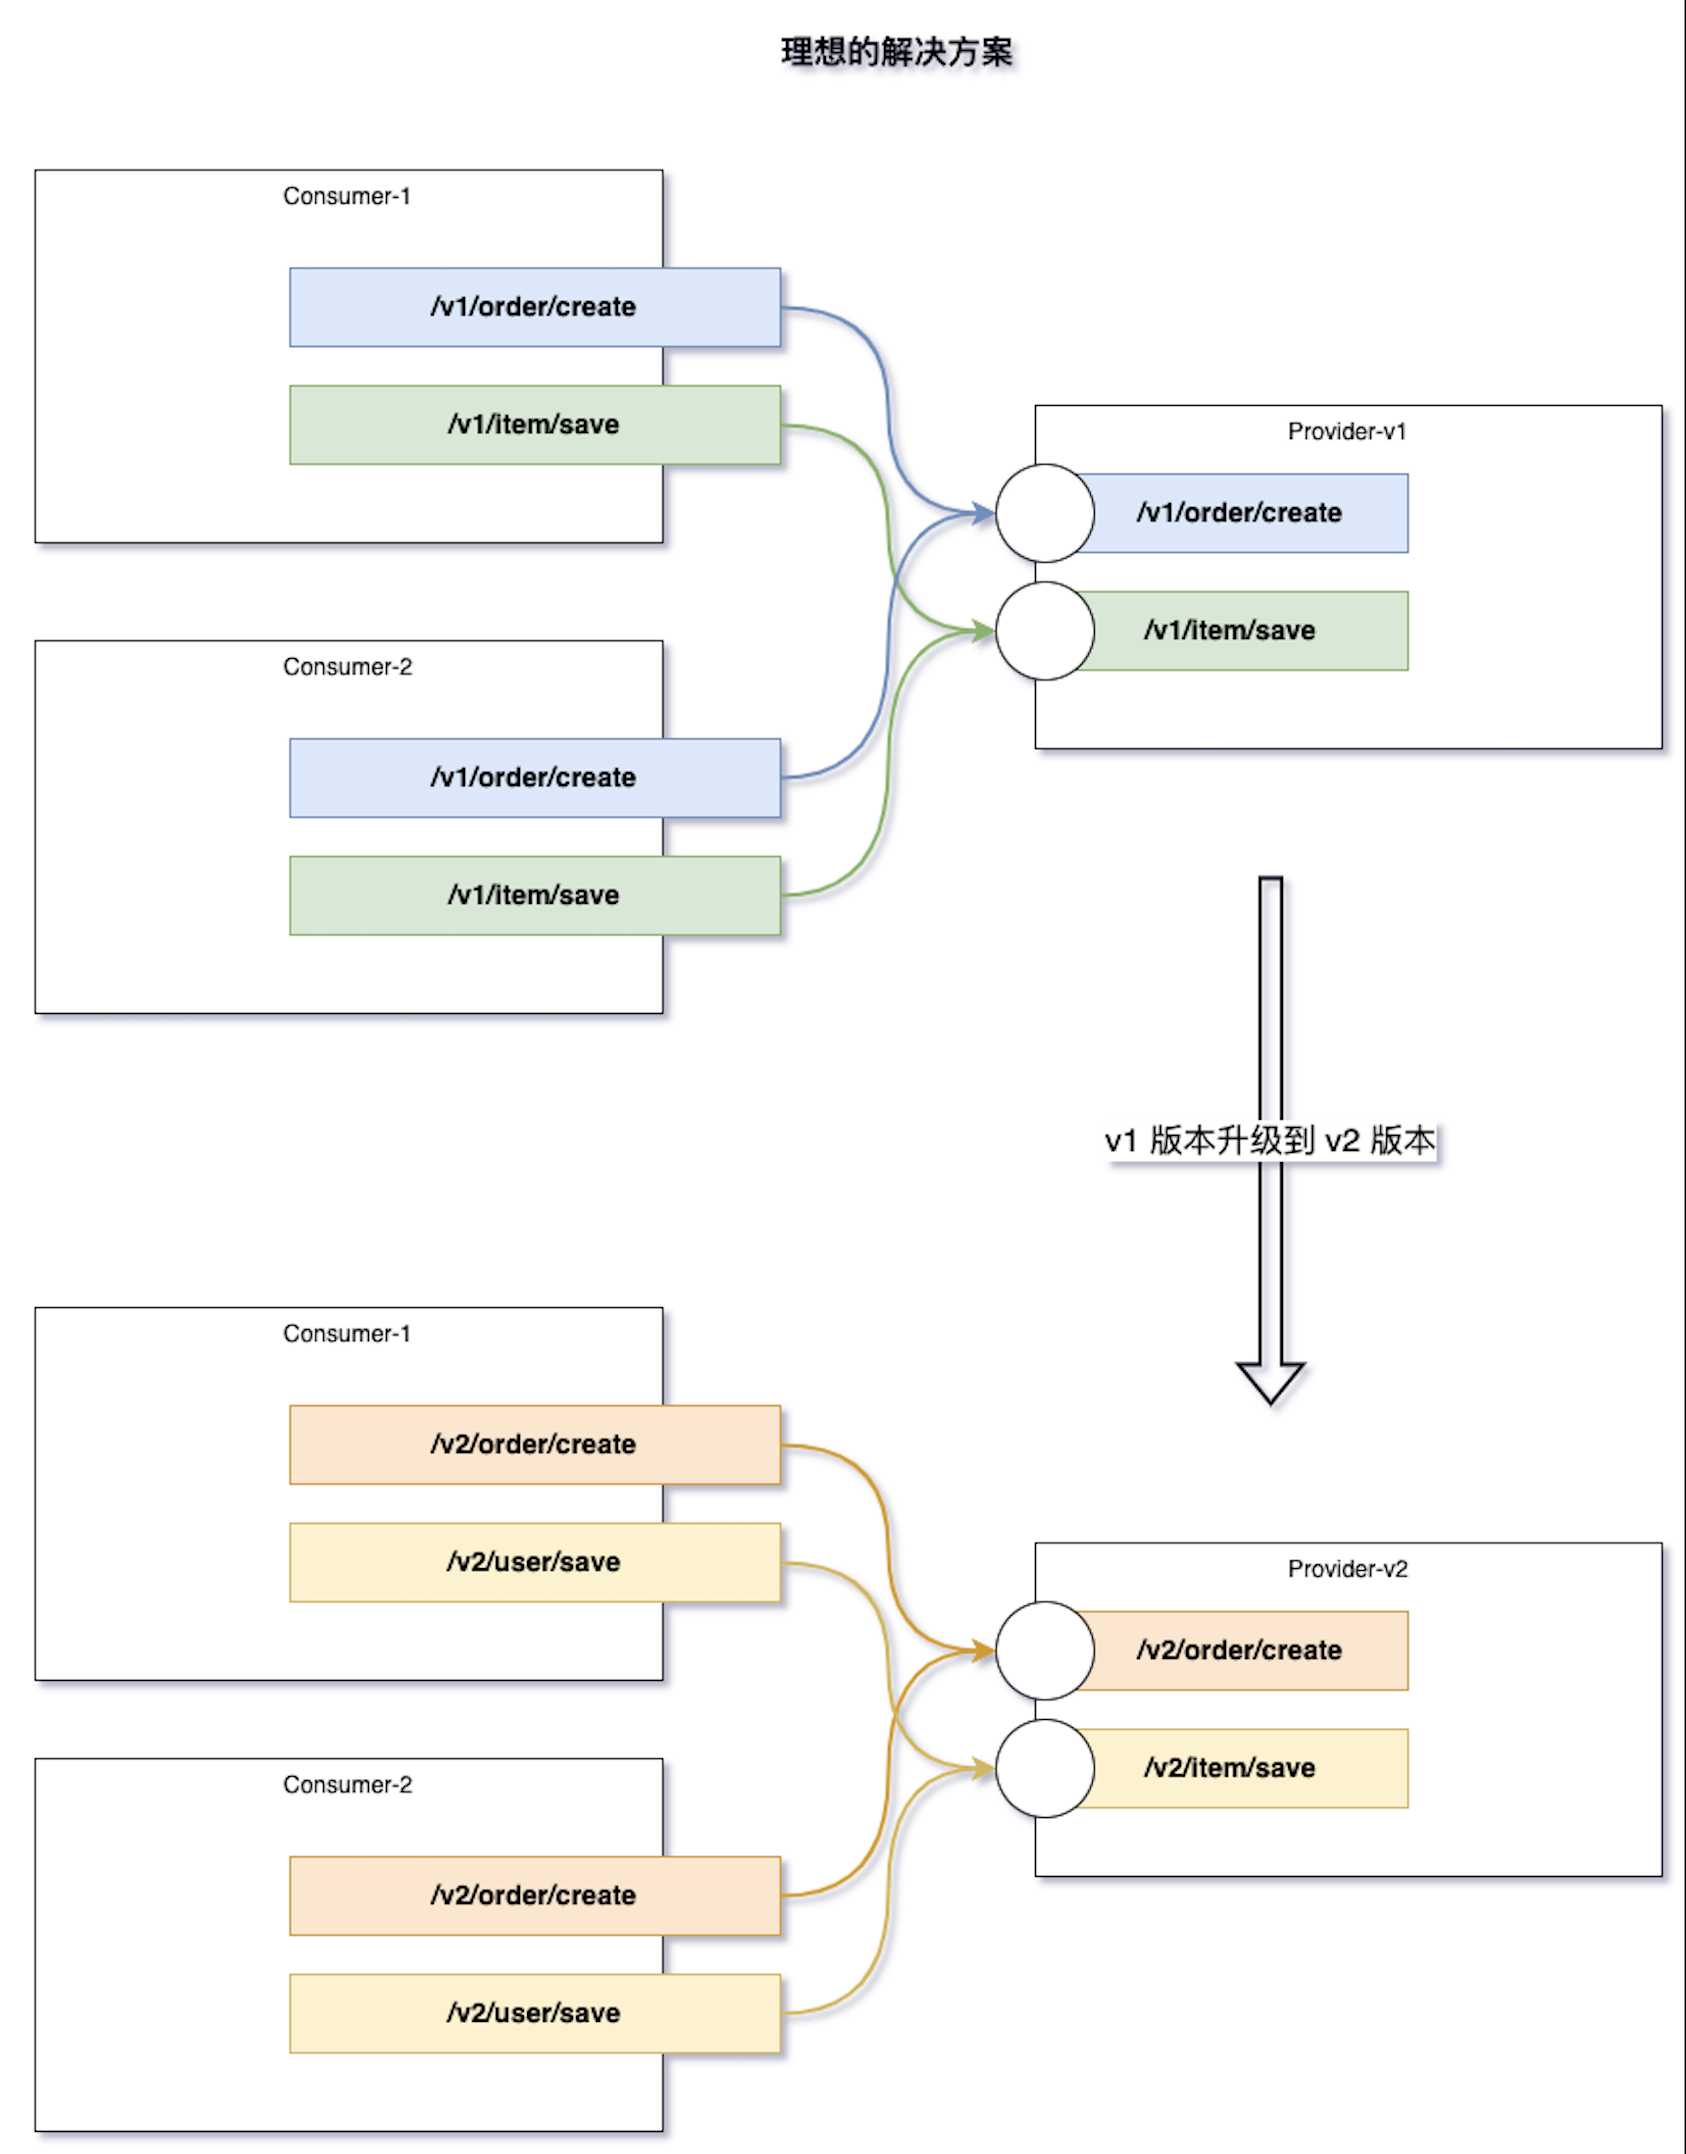 理想的解决方案
Consumer-1
/v1/order/create
/v1/item/save
Provider-v1
/v1/order/create
/v1/item/save
Consumer-2
/v1/order/create
/v1/item/save
v1 版本升级到 v2 版本
Consumer-1
/v2/order/create
/v2/user/save
Provider-v2
/v2/order/create
/v2/item/save
Consumer-2
/v2/order/create
/v2/user/save